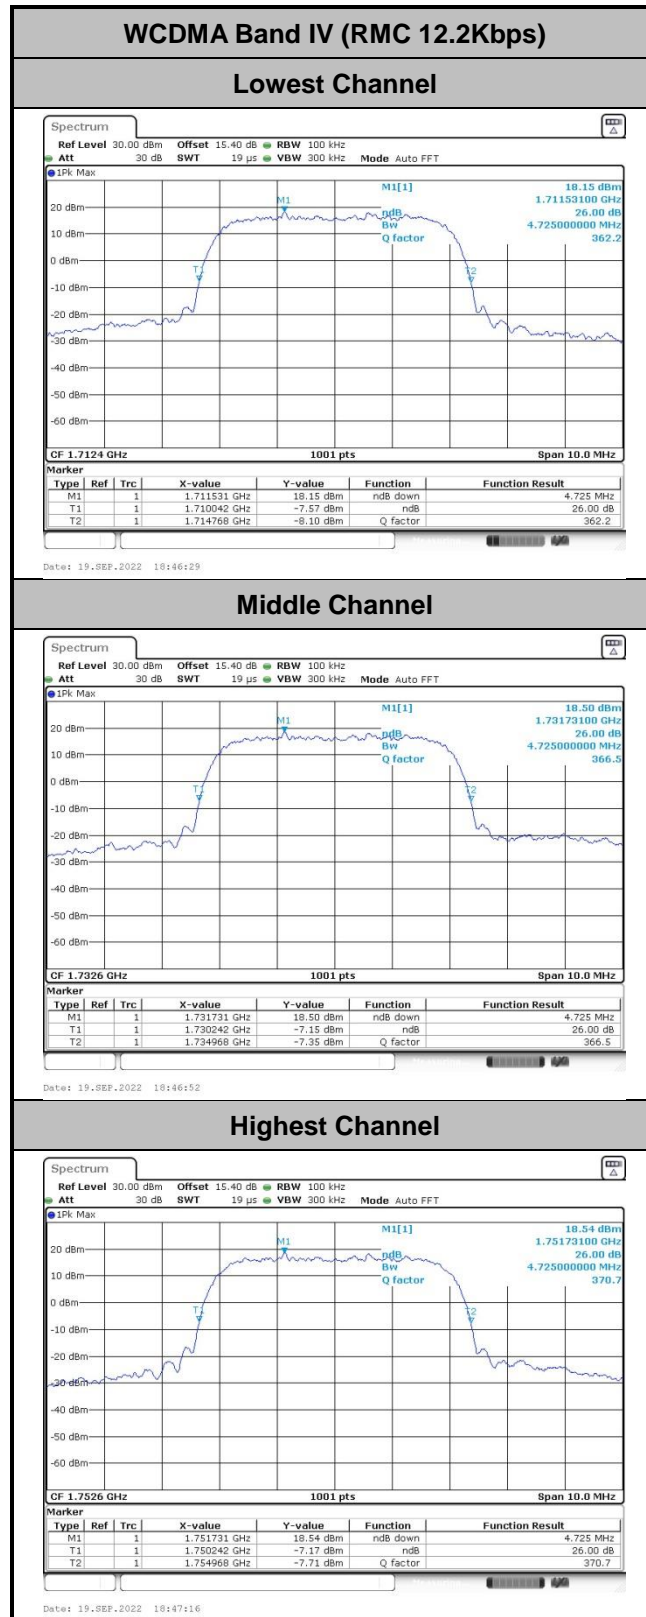 WCDMA Band IV (RMC 12.2Kbps)
Lowest Channel
Spectrum
Ref Level 30.00 dBm Offset 15.40 dB RBW 100 kHz
Att 30 dB SWT 19 µs VBW 300 kHz Mode Auto FFT
1Pk Max
M1[1] 18.15 dBm
1.71153100 GHz
M1
20 dBm
ndB 26.00 dB
Bw 4.725000000 MHz
10 dBm
Q factor 362.2
0 dBm
T1 T2
-10 dBm
-20 dBm
-30 dBm
-40 dBm
-50 dBm
-60 dBm
CF 1.7124 GHz 1001 pts Span 10.0 MHz
Marker
Type Ref Trc X-value Y-value Function Function Result
M1 1 1.711531 GHz 18.15 dBm ndB down 4.725 MHz
T1 1 1.710042 GHz -7.57 dBm ndB 26.00 dB
T2 1 1.714768 GHz -8.10 dBm Q factor 362.2
Date: 19.SEP.2022 18:46:29
Middle Channel
Spectrum
Ref Level 30.00 dBm Offset 15.40 dB RBW 100 kHz
Att 30 dB SWT 19 µs VBW 300 kHz Mode Auto FFT
1Pk Max
M1[1] 18.50 dBm
1.73173100 GHz
M1
20 dBm
ndB 26.00 dB
Bw 4.725000000 MHz
10 dBm
Q factor 366.5
0 dBm
T1 T2
-10 dBm
-20 dBm
-30 dBm
-40 dBm
-50 dBm
-60 dBm
CF 1.7326 GHz 1001 pts Span 10.0 MHz
Marker
Type Ref Trc X-value Y-value Function Function Result
M1 1 1.731731 GHz 18.50 dBm ndB down 4.725 MHz
T1 1 1.730242 GHz -7.15 dBm ndB 26.00 dB
T2 1 1.734968 GHz -7.35 dBm Q factor 366.5
Date: 19.SEP.2022 18:46:52
Highest Channel
Spectrum
Ref Level 30.00 dBm Offset 15.40 dB RBW 100 kHz
Att 30 dB SWT 19 µs VBW 300 kHz Mode Auto FFT
1Pk Max
M1[1] 18.54 dBm
1.75173100 GHz
M1
20 dBm
ndB 26.00 dB
Bw 4.725000000 MHz
10 dBm
Q factor 370.7
0 dBm
T1 T2
-10 dBm
-20 dBm
-30 dBm
-40 dBm
-50 dBm
-60 dBm
CF 1.7526 GHz 1001 pts Span 10.0 MHz
Marker
Type Ref Trc X-value Y-value Function Function Result
M1 1 1.751731 GHz 18.54 dBm ndB down 4.725 MHz
T1 1 1.750242 GHz -7.17 dBm ndB 26.00 dB
T2 1 1.754968 GHz -7.71 dBm Q factor 370.7
Date: 19.SEP.2022 18:47:16